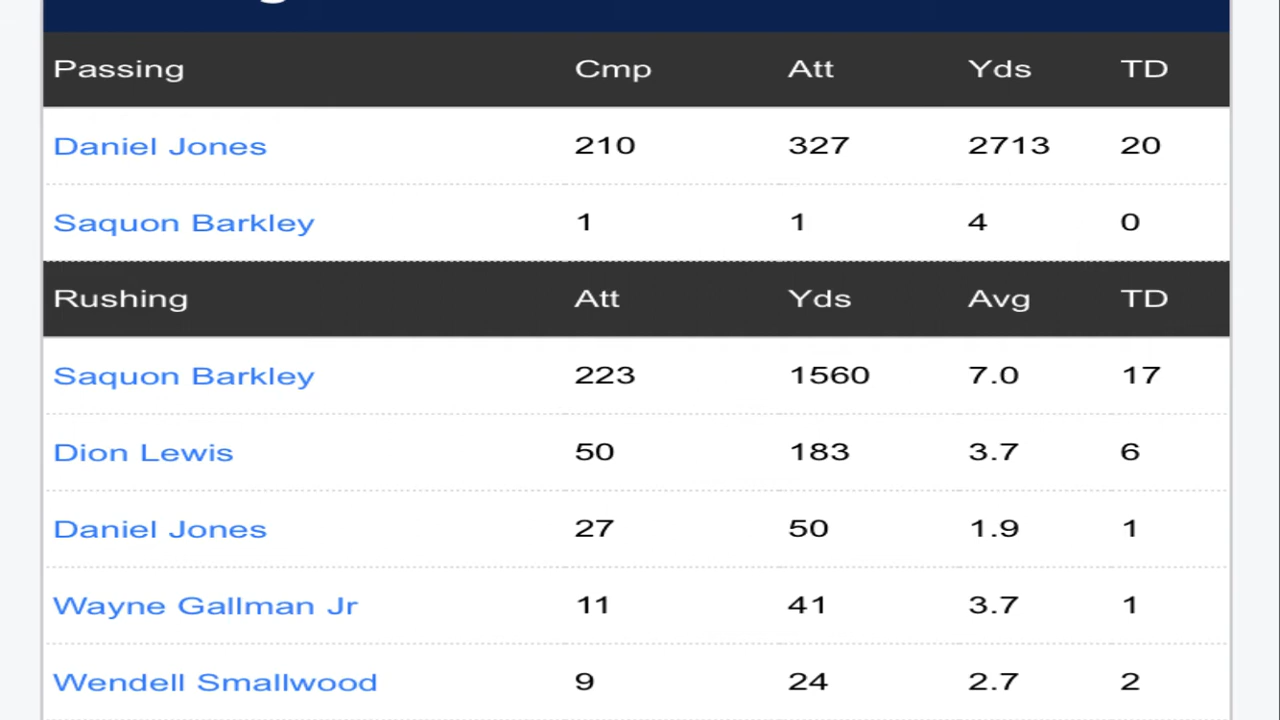 Passing Cmp Att Yds TD
Daniel Jones 210 327 2713 20
Saquon Barkley 1 1 4 0
Rushing Att Yds Avg TD
Saquon Barkley 223 1560 7.0 17
Dion Lewis 50 183 3.7 6
Daniel Jones 27 50 1.9 1
Wayne Gallman Jr 11 41 3.7 1
Wendell Smallwood 9 24 2.7 2